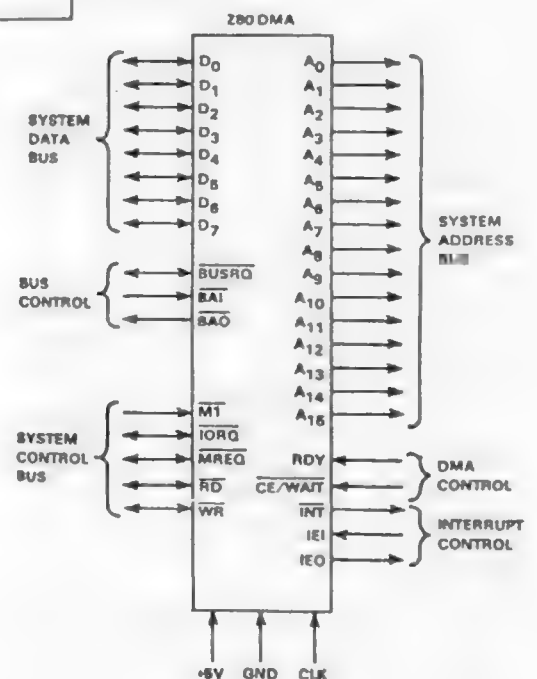 Z80 DMA
SYSTEM
DATA
BUS
D0
D1
D2
D3
D4
D5
D6
D7
BUS
CONTROL
BUSRQ
BAI
BAO
SYSTEM
CONTROL
BUS
M1
IORQ
MREQ
RD
WR
A0
A1
A2
A3
A4
A5
A6
A7
A8
A9
A10
A11
A12
A13
A14
A15
SYSTEM
ADDRESS
RDY
CE/WAIT
DMA
CONTROL
INT
IEI
IEO
INTERRUPT
CONTROL
+5V GND CLK